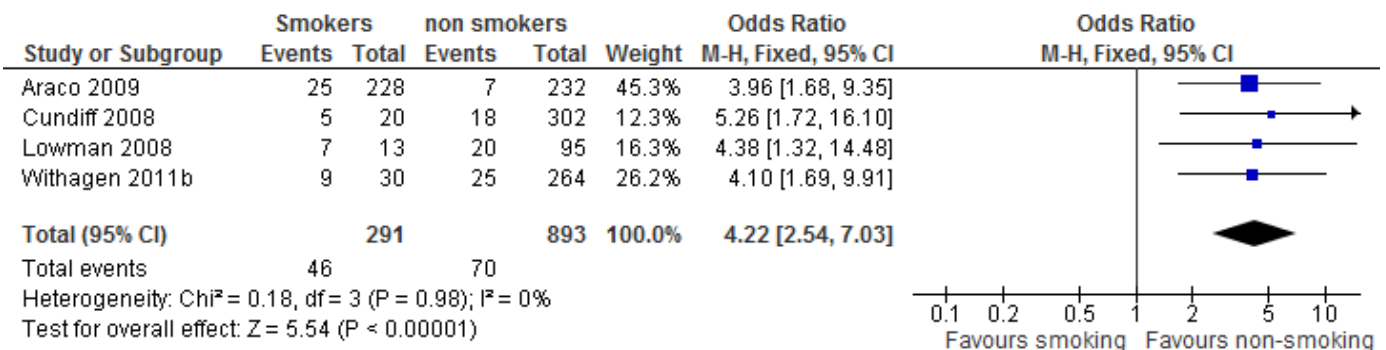 Smokers non smokers Odds Ratio Odds Ratio
Study or Subgroup Events Total Events Total Weight M-H, Fixed, 95% CI M-H, Fixed, 95% CI
Araco 2009 25 228 7 232 45.3% 3.96 [1.68, 9.35]
Cundiff 2008 5 20 18 302 12.3% 5.26 [1.72, 16.10]
Lowman 2008 7 13 20 95 16.3% 4.38 [1.32, 14.48]
Withagen 2011b 9 30 25 264 26.2% 4.10 [1.69, 9.91]
Total (95% CI) 291 893 100.0% 4.22 [2.54, 7.03]
Total events 46 70
Heterogeneity: Chi² = 0.18, df = 3 (P = 0.98); I² = 0%
Test for overall effect: Z = 5.54 (P < 0.00001)
0.1 0.2 0.5 1 2 5 10
Favours smoking Favours non-smoking